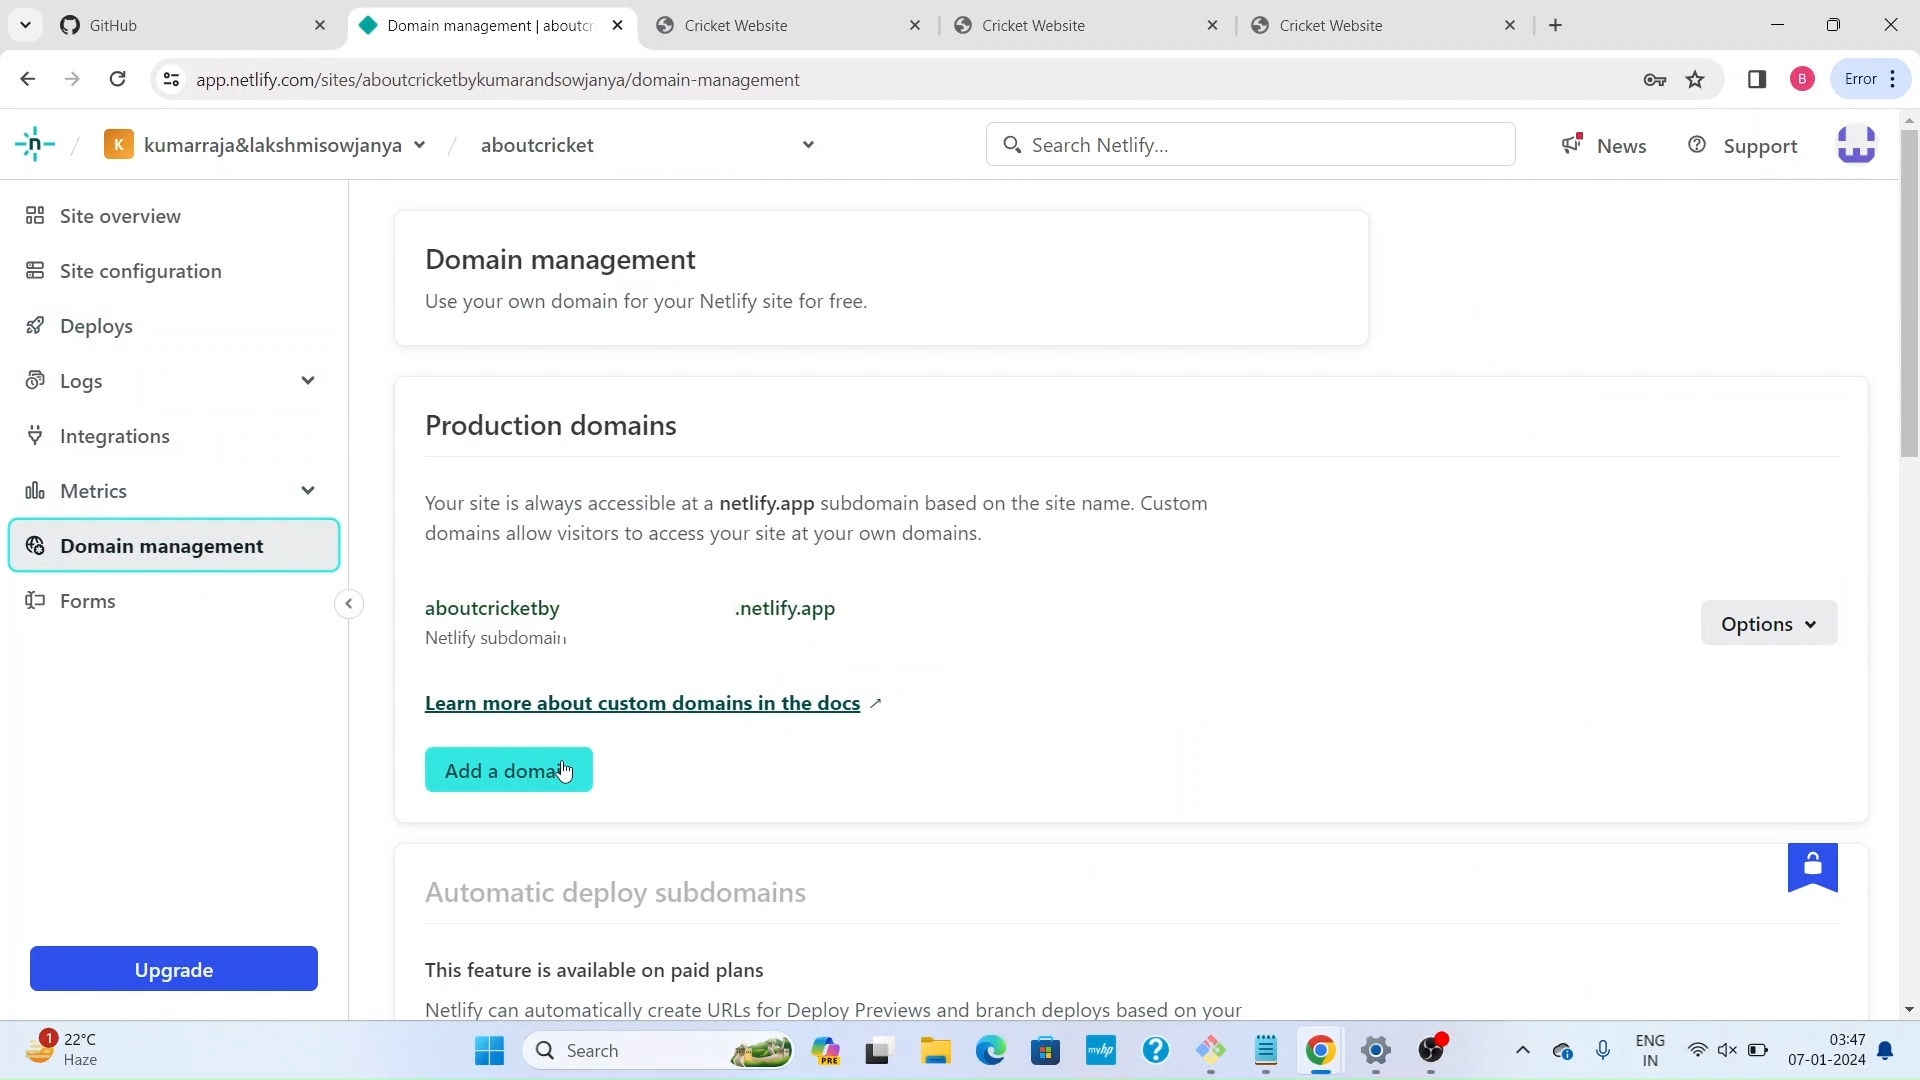 GitHub
Domain management | aboutcr
Cricket Website
Cricket Website
Cricket Website
app.netlify.com/sites/aboutcricketbykumarandsowjanya/domain-management
B
Error
n
K
kumarraja&lakshmisowjanya
/
aboutcricket
Search Netlify...
News
Support
Site overview
Site configuration
Deploys
Logs
Integrations
Metrics
Domain management
Forms
Upgrade
Domain management
Use your own domain for your Netlify site for free.
Production domains
Your site is always accessible at a netlify.app subdomain based on the site name. Custom
domains allow visitors to access your site at your own domains.
aboutcricketby .netlify.app
Netlify subdomain
Options
Learn more about custom domains in the docs
Add a domain
Automatic deploy subdomains
This feature is available on paid plans
Netlify can automatically create URLs for Deploy Previews and branch deploys based on your
1
22°C
Haze
Search
PRE
myhp
ENG
IN
03:47
07-01-2024